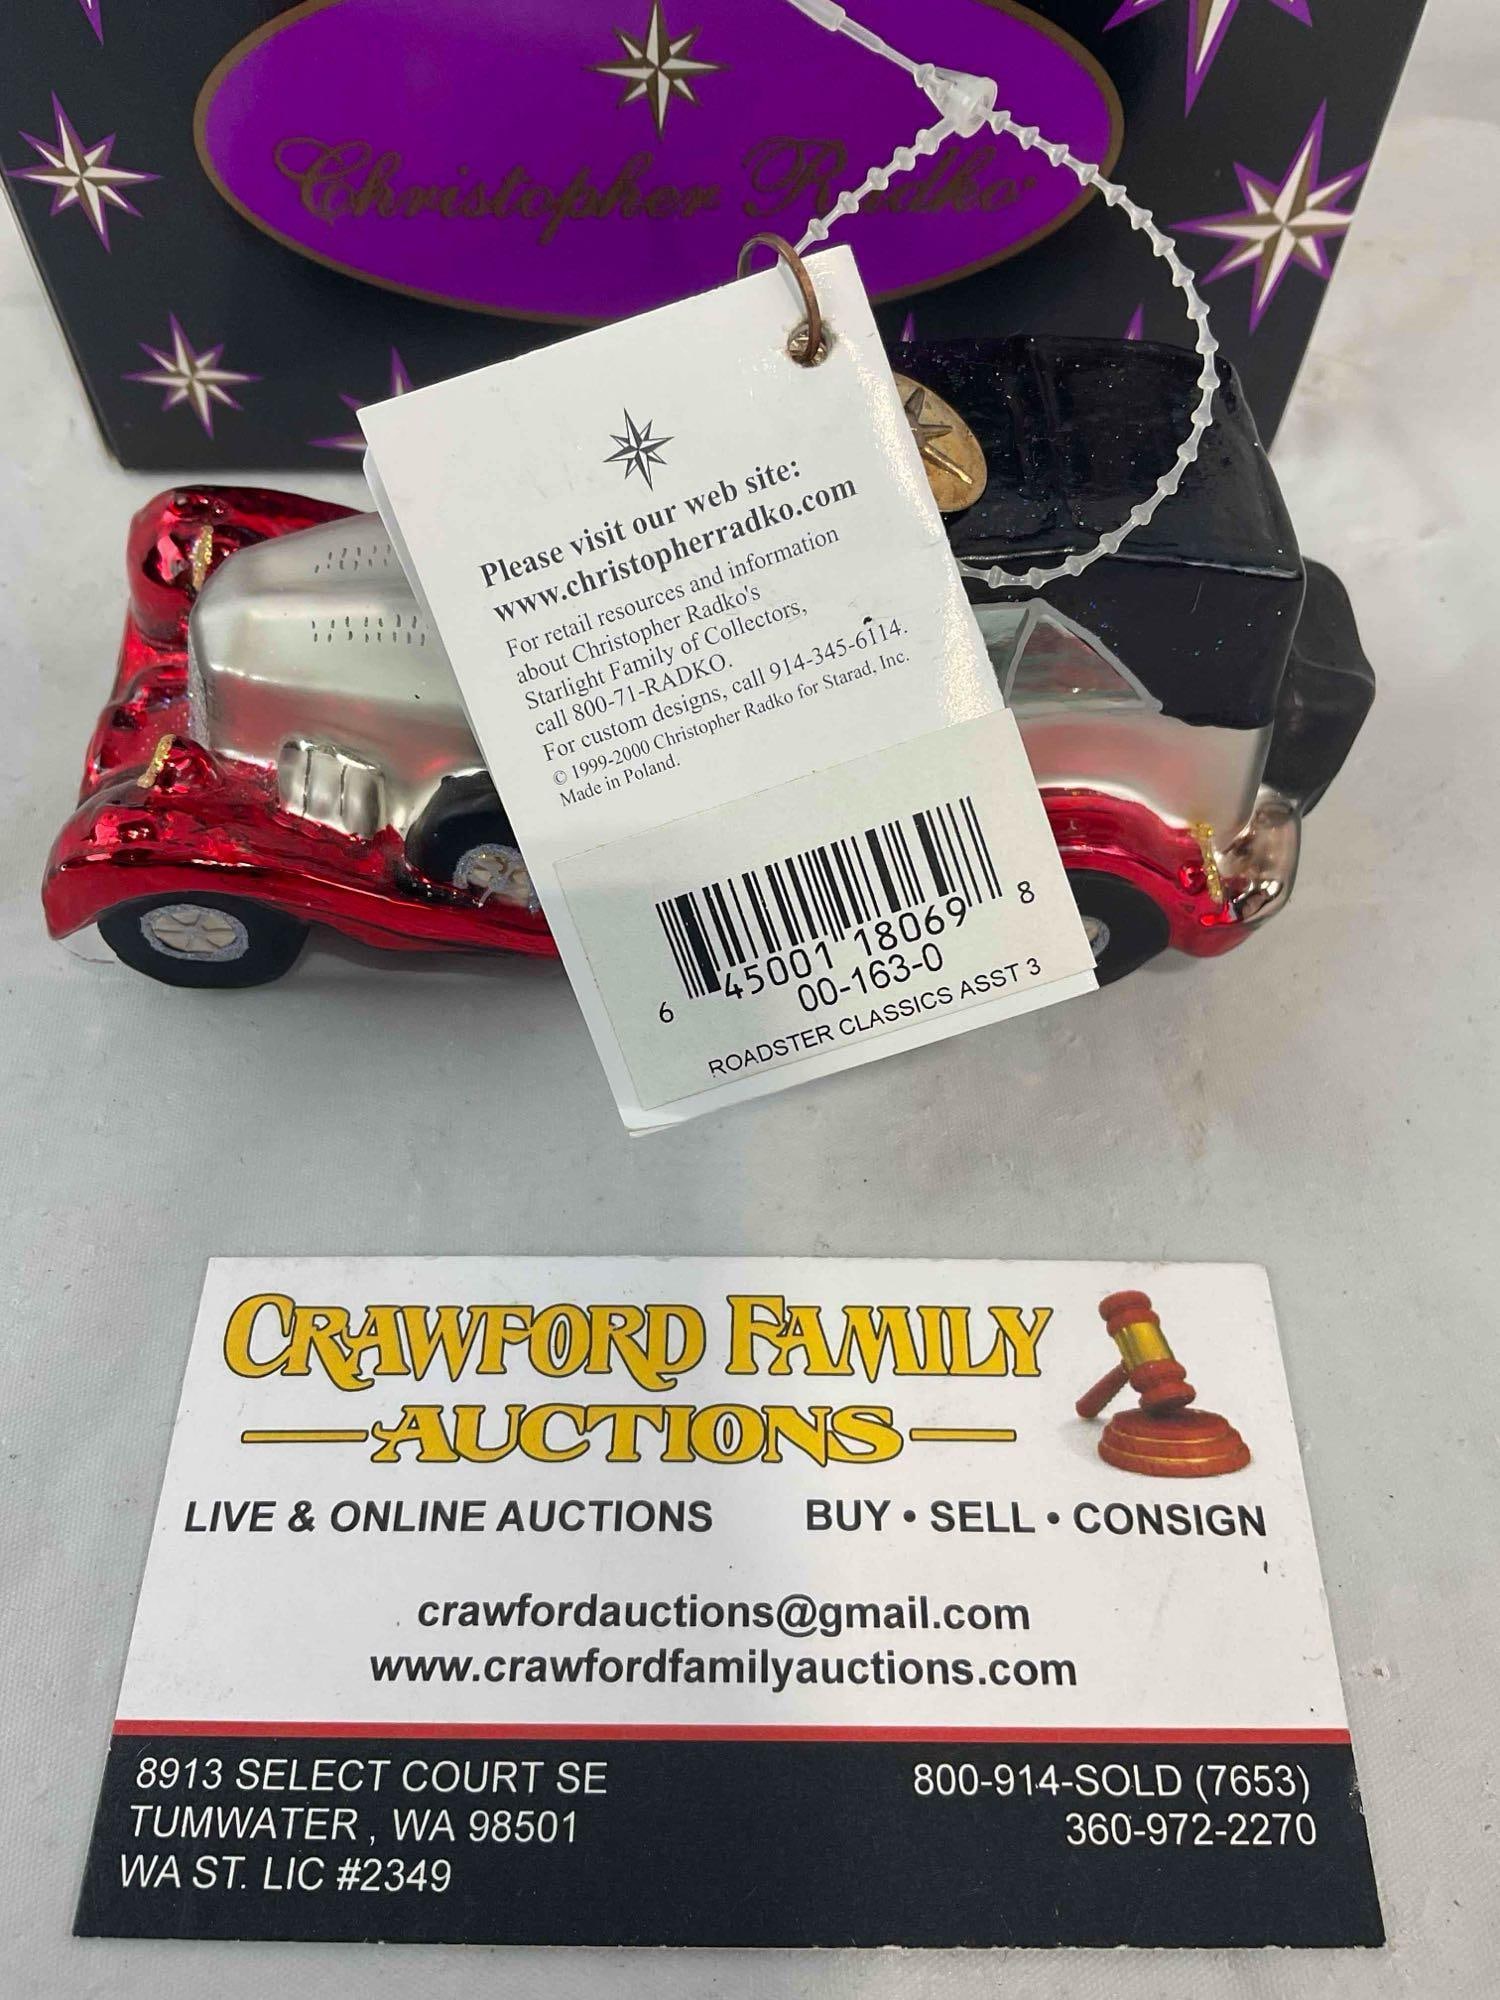 Christopher Radko
Please visit our web site:
www.christopherradko.com
For retail resources and information
about Christopher Radko's
Starlight Family of Collectors,
call 800-71-RADKO.
For custom designs, call 914-345-6114.
© 1999-2000 Christopher Radko for Starad, Inc.
Made in Poland.
6 45001 18069 8
00-163-0
ROADSTER CLASSICS ASST 3
CRAWFORD FAMILY
AUCTIONS
LIVE & ONLINE AUCTIONS BUY • SELL • CONSIGN
crawfordauctions@gmail.com
www.crawfordfamilyauctions.com
8913 SELECT COURT SE 800-914-SOLD (7653)
TUMWATER , WA 98501 360-972-2270
WA ST. LIC #2349